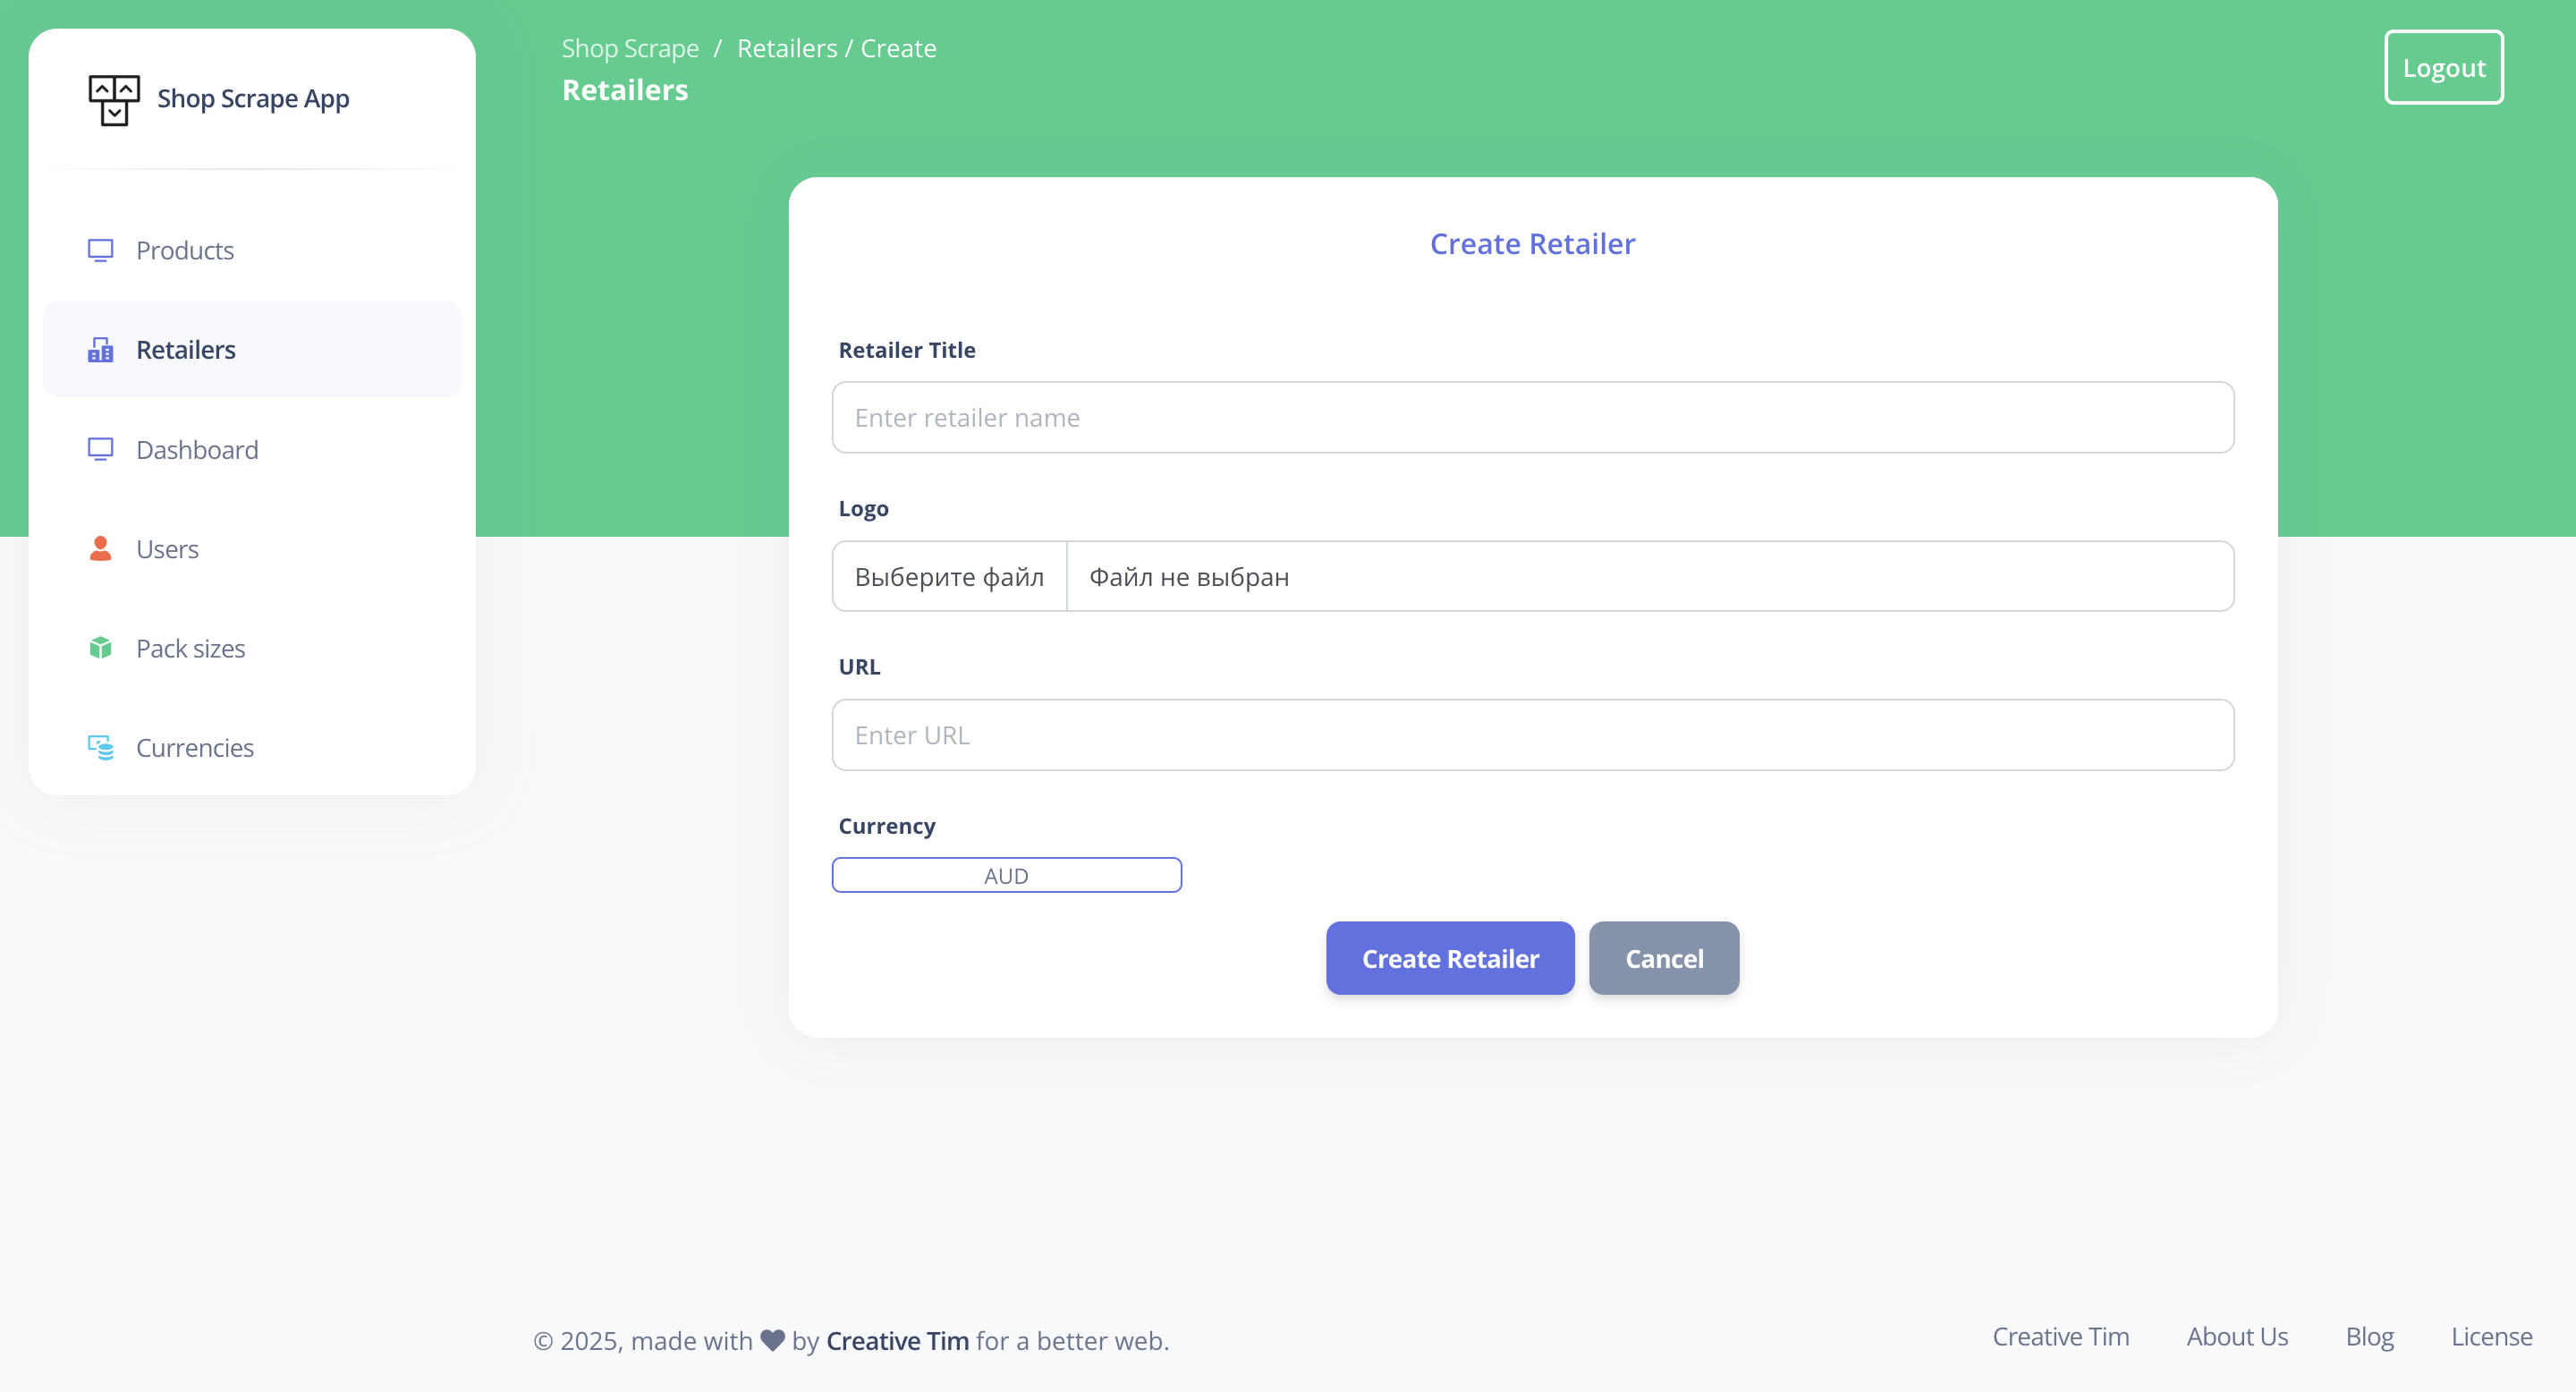 Shop Scrape App
Products
Retailers
Dashboard
Users
Pack sizes
Currencies
Shop Scrape / Retailers / Create
Retailers
Logout
Create Retailer
Retailer Title
Enter retailer name
Logo
Выберите файл Файл не выбран
URL
Enter URL
Currency
AUD
Create Retailer Cancel
© 2025, made with by Creative Tim for a better web.
Creative Tim About Us Blog License